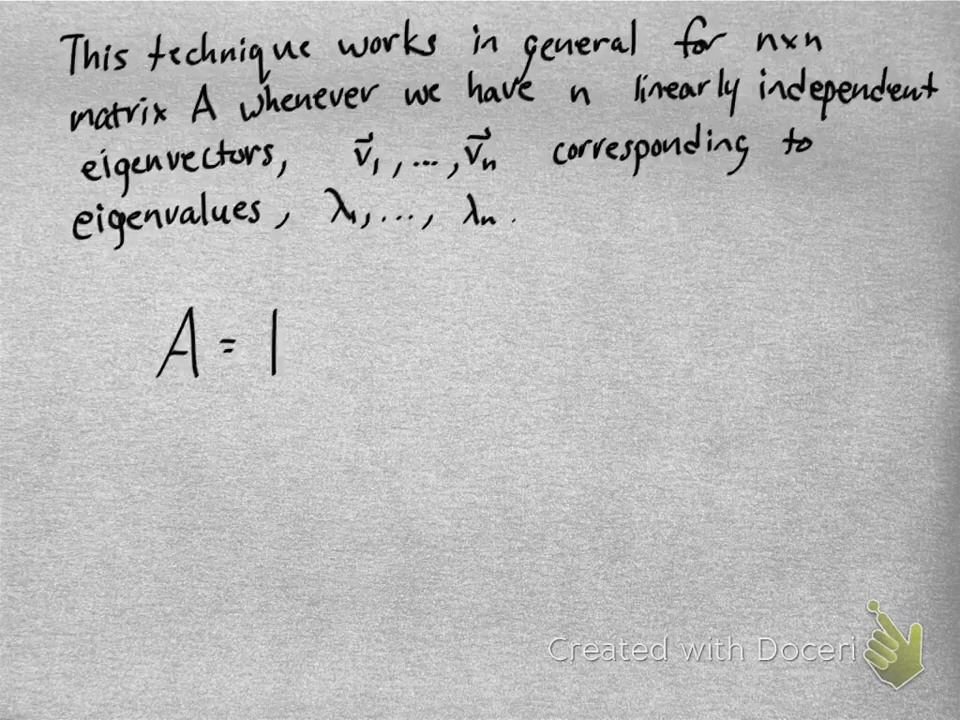 This technique works in general for n×n
matrix A whenever we have n linearly independent
eigenvectors, v⃗₁, ..., v⃗ₙ corresponding to
eigenvalues, λ₁, ..., λₙ.
A = 1
Created with Doceri